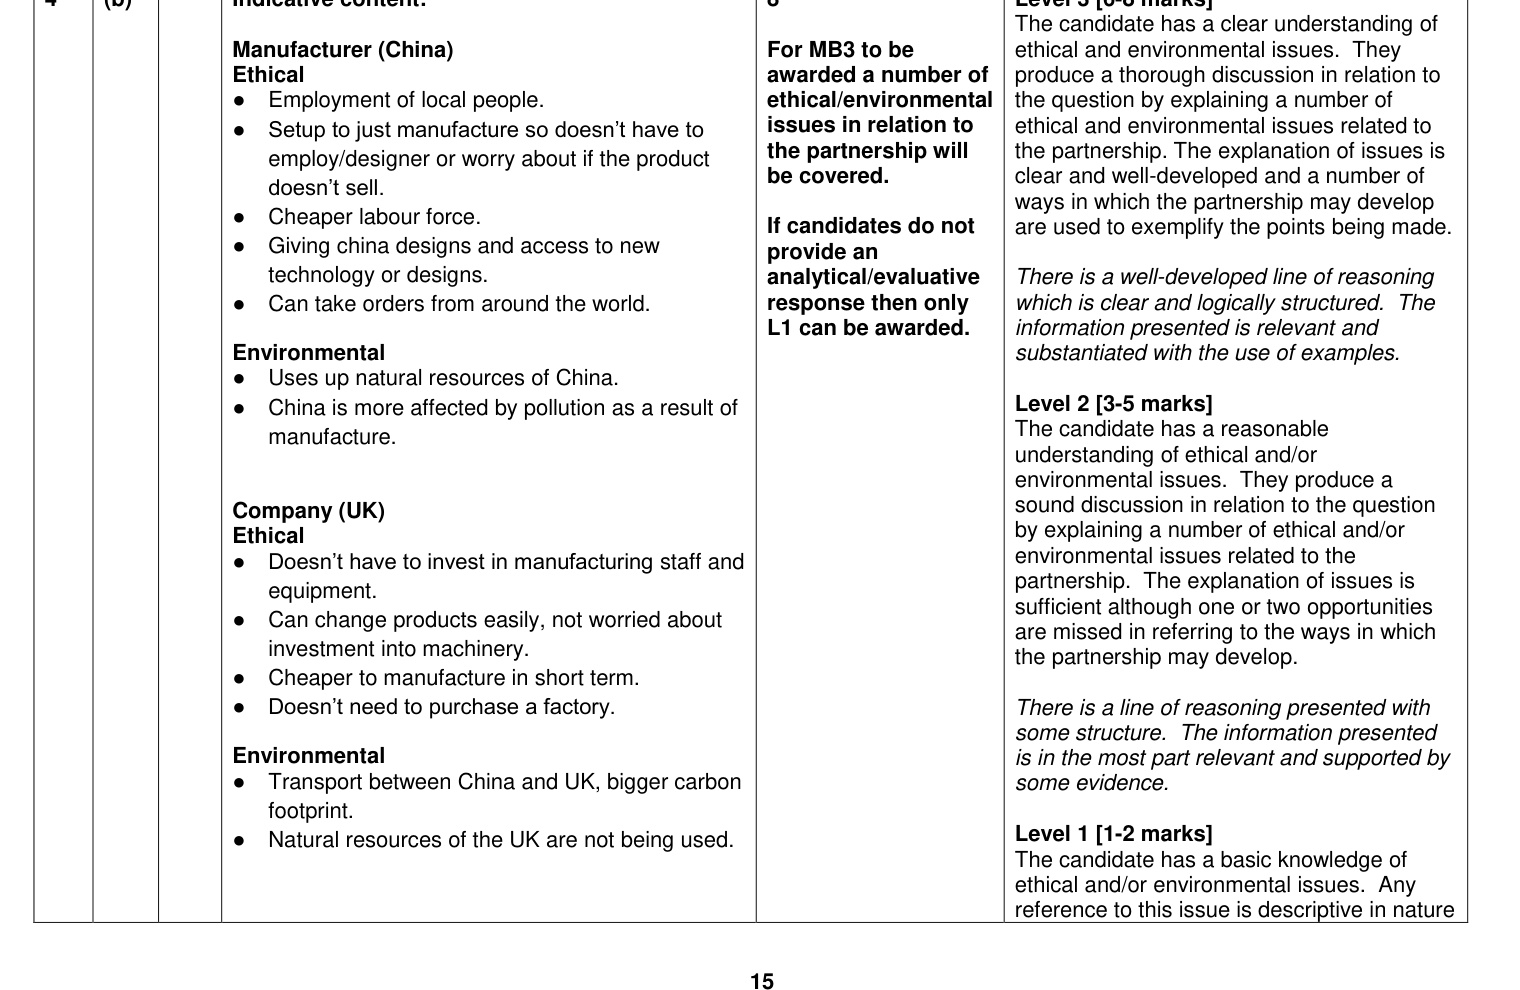 4 (b) Indicative content: 8 Level 3 [6-8 marks]
Manufacturer (China)
Ethical
● Employment of local people.
● Setup to just manufacture so doesn’t have to
employ/designer or worry about if the product
doesn’t sell.
● Cheaper labour force.
● Giving china designs and access to new
technology or designs.
● Can take orders from around the world.
Environmental
● Uses up natural resources of China.
● China is more affected by pollution as a result of
manufacture.
Company (UK)
Ethical
● Doesn’t have to invest in manufacturing staff and
equipment.
● Can change products easily, not worried about
investment into machinery.
● Cheaper to manufacture in short term.
● Doesn’t need to purchase a factory.
Environmental
● Transport between China and UK, bigger carbon
footprint.
● Natural resources of the UK are not being used.
For MB3 to be
awarded a number of
ethical/environmental
issues in relation to
the partnership will
be covered.
If candidates do not
provide an
analytical/evaluative
response then only
L1 can be awarded.
The candidate has a clear understanding of
ethical and environmental issues.  They
produce a thorough discussion in relation to
the question by explaining a number of
ethical and environmental issues related to
the partnership. The explanation of issues is
clear and well-developed and a number of
ways in which the partnership may develop
are used to exemplify the points being made.
There is a well-developed line of reasoning
which is clear and logically structured.  The
information presented is relevant and
substantiated with the use of examples.
Level 2 [3-5 marks]
The candidate has a reasonable
understanding of ethical and/or
environmental issues.  They produce a
sound discussion in relation to the question
by explaining a number of ethical and/or
environmental issues related to the
partnership.  The explanation of issues is
sufficient although one or two opportunities
are missed in referring to the ways in which
the partnership may develop.
There is a line of reasoning presented with
some structure.  The information presented
is in the most part relevant and supported by
some evidence.
Level 1 [1-2 marks]
The candidate has a basic knowledge of
ethical and/or environmental issues.  Any
reference to this issue is descriptive in nature
15